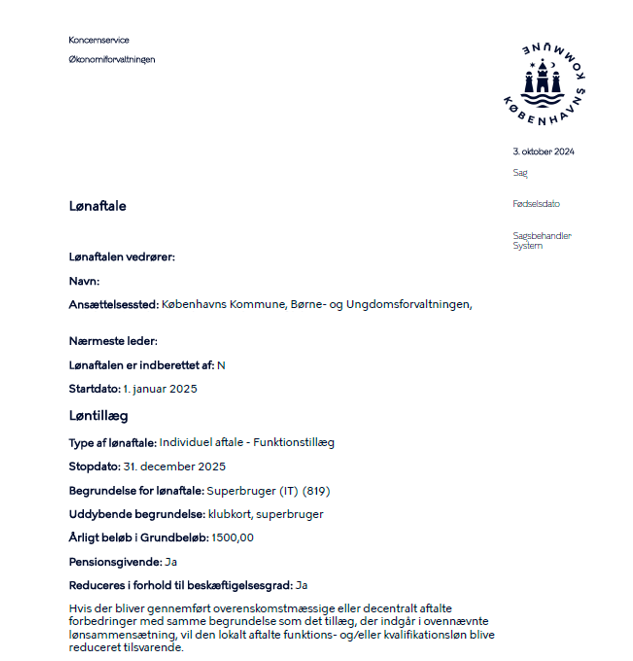 Koncernservice
Økonomiforvaltningen
KØBENHAVNS KOMMUNE
3. oktober 2024
Sag
Fødselsdato
Sagsbehandler
System
Lønaftale
Lønaftalen vedrører:
Navn:
Ansættelsessted: Københavns Kommune, Børne- og Ungdomsforvaltningen,
Nærmeste leder:
Lønaftalen er indberettet af: N
Startdato: 1. januar 2025
Løntillæg
Type af lønaftale: Individuel aftale - Funktionstillæg
Stopdato: 31. december 2025
Begrundelse for lønaftale: Superbruger (IT) (819)
Uddybende begrundelse: klubkort, superbruger
Årligt beløb i Grundbeløb: 1500,00
Pensionsgivende: Ja
Reduceres i forhold til beskæftigelsesgrad: Ja
Hvis der bliver gennemført overenskomstmæssige eller decentralt aftalte
forbedringer med samme begrundelse som det tillæg, der indgår i ovennævnte
lønsammensætning, vil den lokalt aftalte funktions- og/eller kvalifikationsløn blive
reduceret tilsvarende.